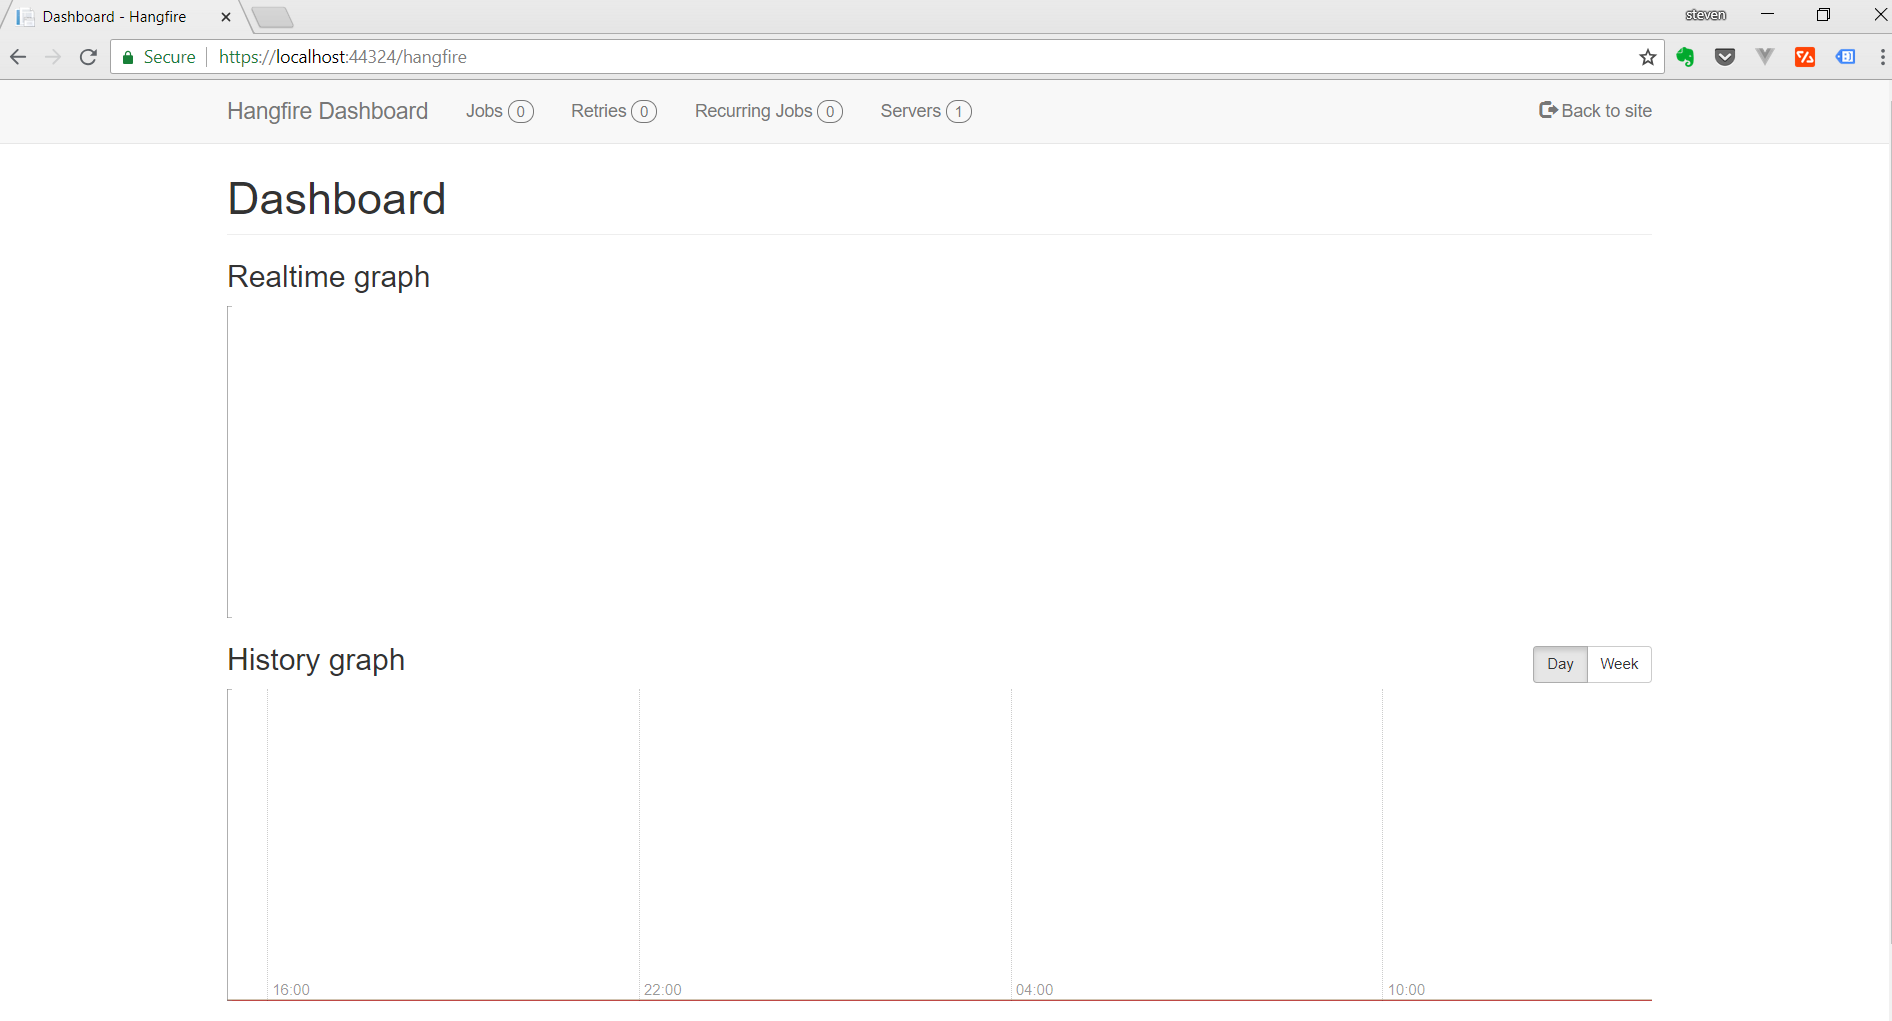 Dashboard - Hangfire
steven
Secure https://localhost:44324/hangfire
Hangfire Dashboard Jobs 0 Retries 0 Recurring Jobs 0 Servers 1 Back to site
Dashboard
Realtime graph
History graph Day Week
16:00 22:00 04:00 10:00